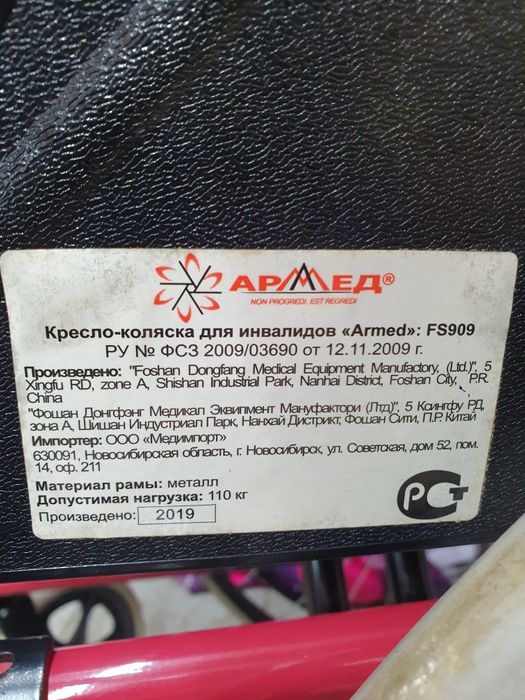 АРМЕД®
NON PROGREDI. EST REGREDI
Кресло-коляска для инвалидов «Armed»: FS909
РУ № ФСЗ 2009/03690 от 12.11.2009 г.
Произведено: "Foshan Dongfang Medical Equipment Manufactory, (Ltd.)", 5
Xingfu RD, zone A, Shishan Industrial Park, Nanhai District, Foshan City, P.R.
China
"Фошан Донгфэнг Медикал Эквипмент Мануфактори (Лтд)", 5 Ксингфу РД,
зона А, Шишан Индустриал Парк, Нанхай Дистрикт, Фошан Сити, П.Р. Китай
Импортер: ООО «Медимпорт»
630091, Новосибирская область, г. Новосибирск, ул. Советская, дом 52, пом.
14, оф. 211
Материал рамы: металл
Допустимая нагрузка: 110 кг
Произведено: 2019
РСТ